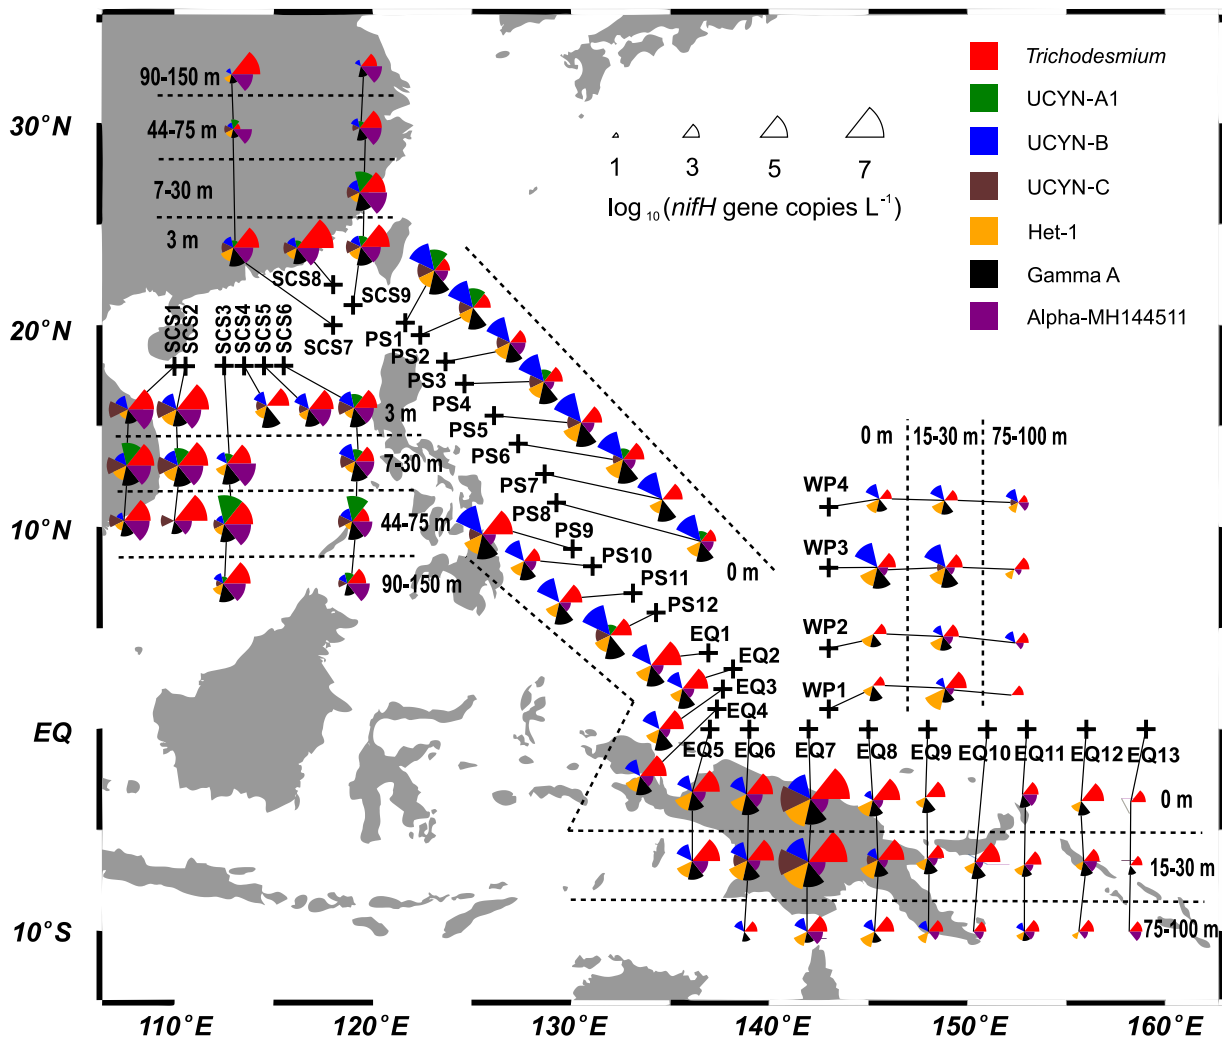 90-150 m
44-75 m
7-30 m
3 m
Trichodesmium
UCYN-A1
UCYN-B
UCYN-C
Het-1
Gamma A
Alpha-MH144511
1 3 5 7
log 10 (nifH gene copies L-1)
30°N
20°N
10°N
EQ
10°S
SCS8
SCS9
SCS7
SCS1
SCS2
SCS3
SCS4
SCS5
SCS6
3 m
7-30 m
44-75 m
90-150 m
PS1
PS2
PS3
PS4
PS5
PS6
PS7
PS8
PS9
PS10
PS11
PS12
0 m
EQ1
EQ2
EQ3
EQ4
0 m 15-30 m 75-100 m
WP4
WP3
WP2
WP1
EQ5 EQ6 EQ7 EQ8 EQ9 EQ10 EQ11 EQ12 EQ13
0 m
15-30 m
75-100 m
110°E 120°E 130°E 140°E 150°E 160°E